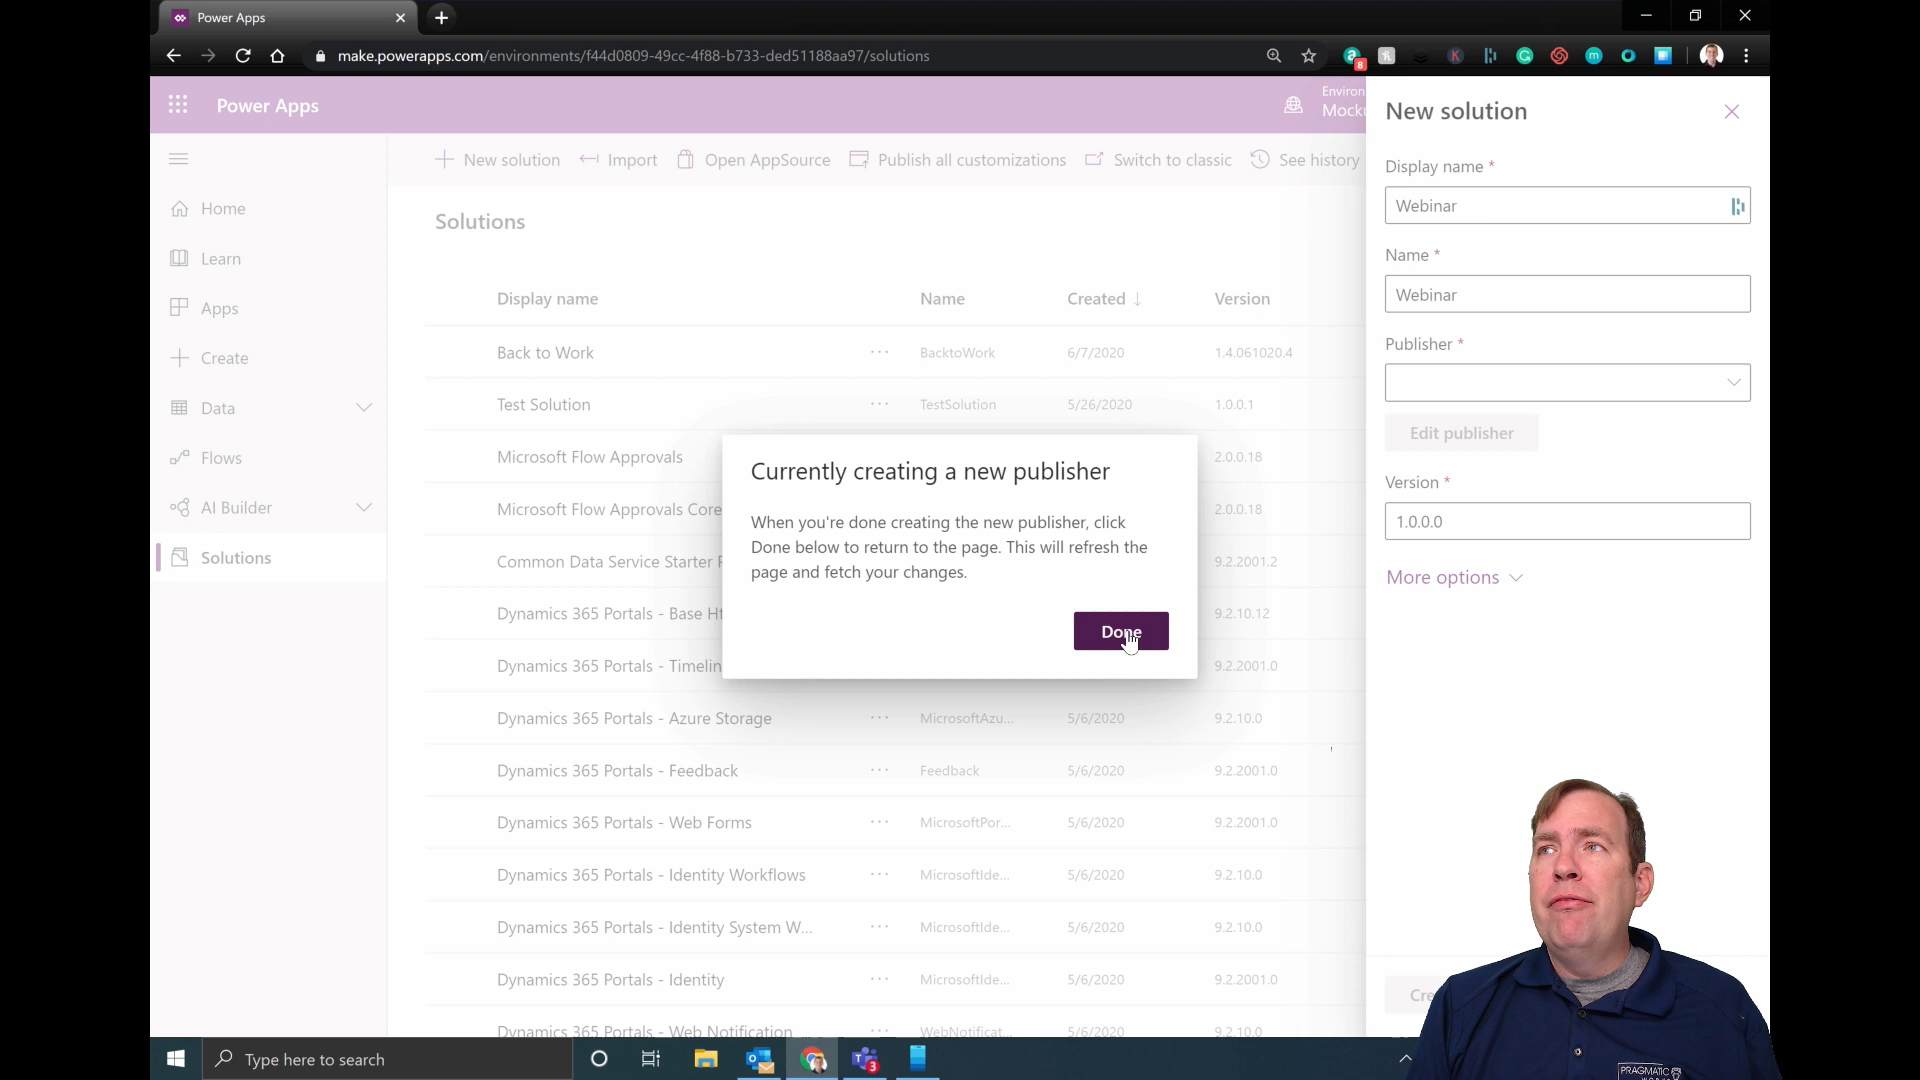 Power Apps
make.powerapps.com/environments/f44d0809-49cc-4f88-b733-ded51188aa97/solutions
8
Power Apps
Environ
Mocku
New solution
Import
Open AppSource
Publish all customizations
Switch to classic
See history
Home
Learn
Apps
Create
Data
Flows
AI Builder
Solutions
Solutions
Display name Name Created ↓ Version
Back to Work ··· BacktoWork 6/7/2020 1.4.061020.4
Test Solution ··· TestSolution 5/26/2020 1.0.0.1
Microsoft Flow Approvals 2.0.0.18
Microsoft Flow Approvals Core 2.0.0.18
Common Data Service Starter 9.2.2001.2
Dynamics 365 Portals - Base Ht 9.2.10.12
Dynamics 365 Portals - Timelin 9.2.2001.0
Dynamics 365 Portals - Azure Storage ··· MicrosoftAzu... 5/6/2020 9.2.10.0
Dynamics 365 Portals - Feedback ··· Feedback 5/6/2020 9.2.2001.0
Dynamics 365 Portals - Web Forms ··· MicrosoftPor... 5/6/2020 9.2.2001.0
Dynamics 365 Portals - Identity Workflows ··· MicrosoftIde... 5/6/2020 9.2.10.0
Dynamics 365 Portals - Identity System W... ··· MicrosoftIde... 5/6/2020 9.2.10.0
Dynamics 365 Portals - Identity ··· MicrosoftIde... 5/6/2020 9.2.2001.0
Dynamics 365 Portals - Web Notification ··· WebNotificat... 5/6/2020 9.2.10.0
Currently creating a new publisher
When you're done creating the new publisher, click
Done below to return to the page. This will refresh the
page and fetch your changes.
Done
New solution
Display name *
Webinar
Name *
Webinar
Publisher *
Edit publisher
Version *
1.0.0.0
More options
Cre
PRAGMATIC
Type here to search
3